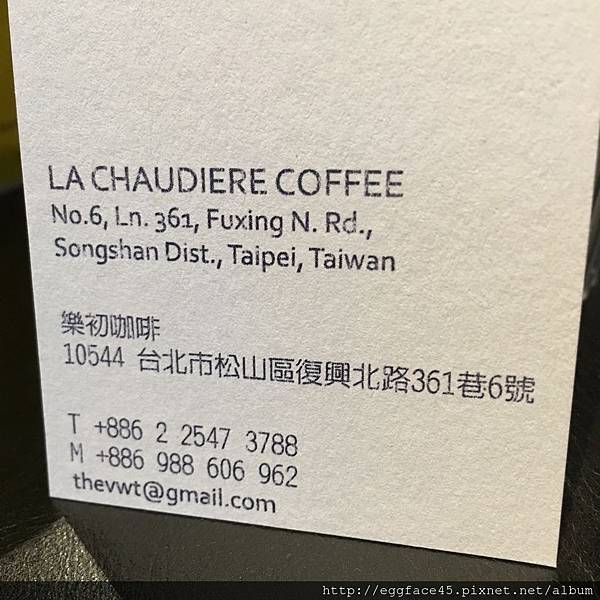 LA CHAUDIERE COFFEE
No.6, Ln. 361, Fuxing N. Rd.,
Songshan Dist., Taipei, Taiwan
樂初咖啡
10544 台北市松山區復興北路361巷6號
T +886 2 2547 3788
M +886 988 606 962
thevwt@gmail.com
http://eggface45.pixnet.net/album